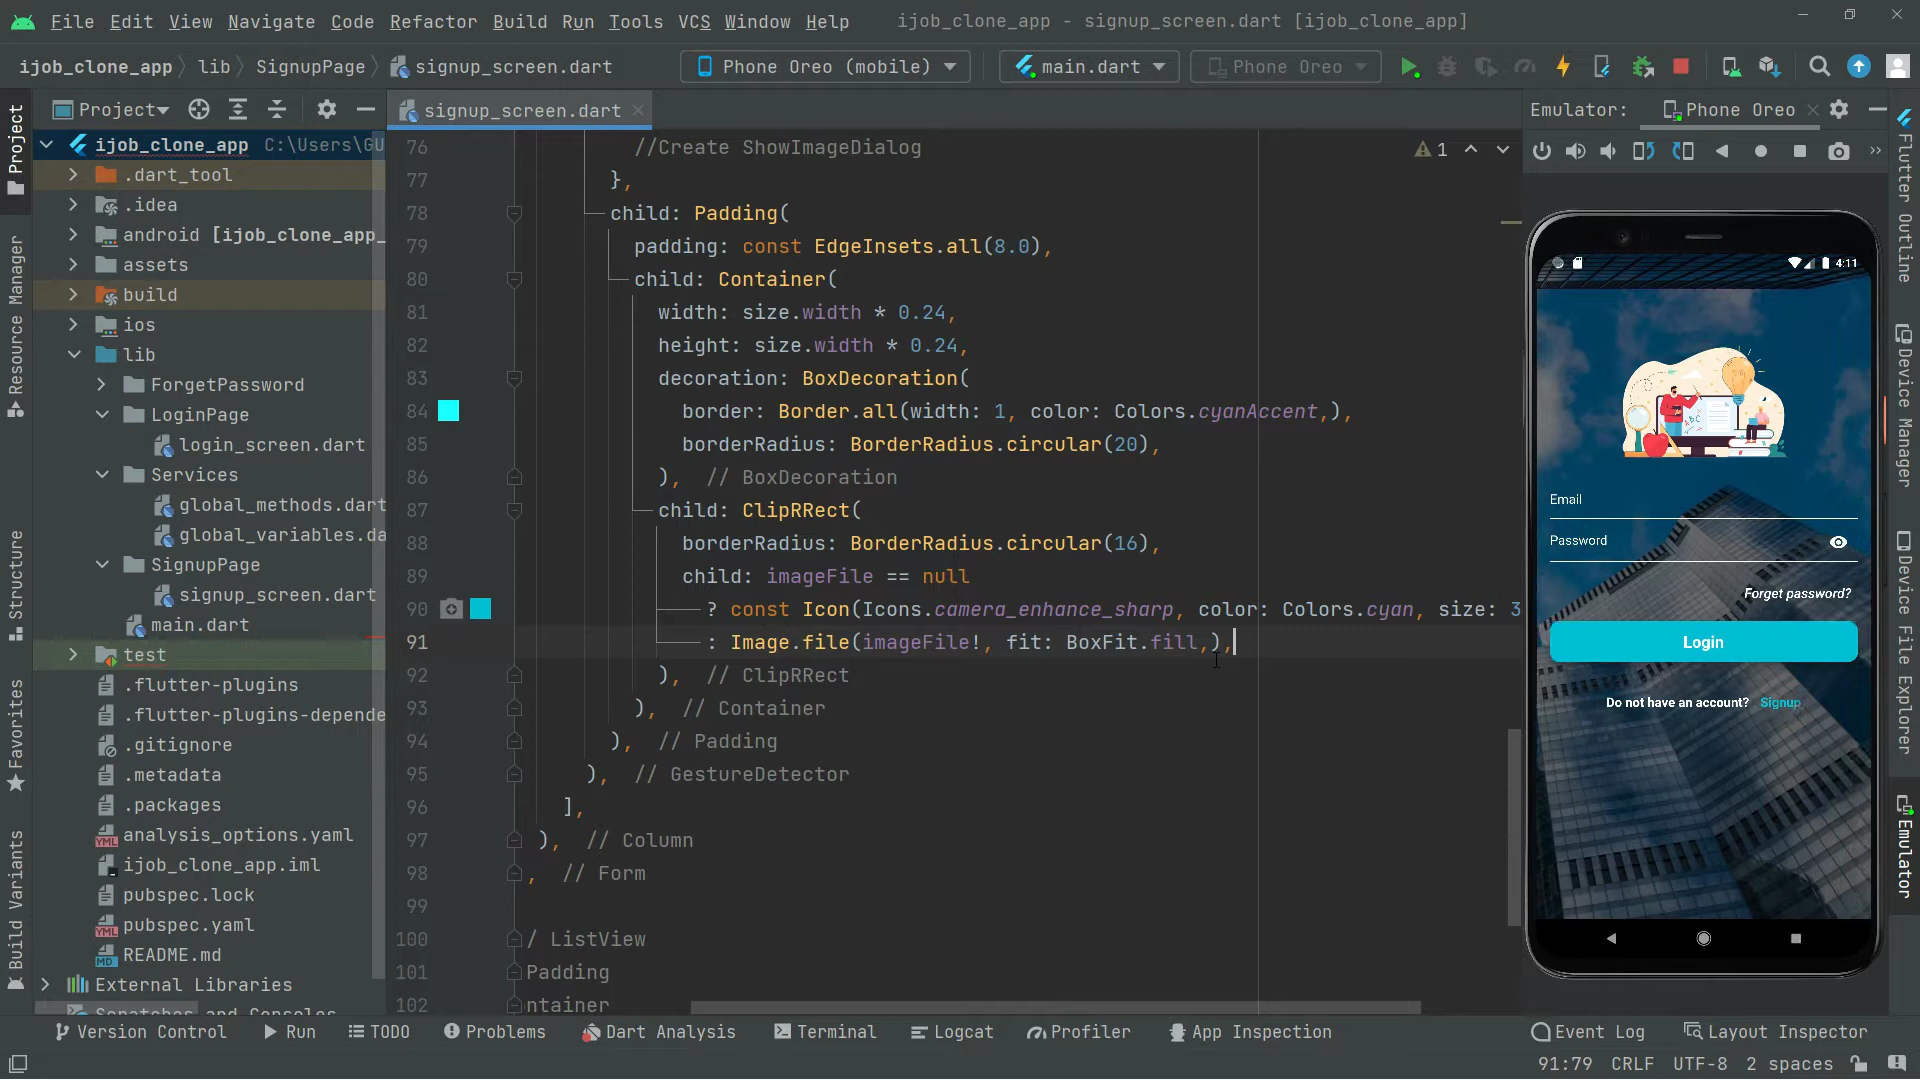 File Edit View Navigate Code Refactor Build Run Tools VCS Window Help ijob_clone_app - signup_screen.dart [ijob_clone_app]
ijob_clone_app lib SignupPage signup_screen.dart Phone Oreo (mobile) main.dart Phone Oreo
Project signup_screen.dart Emulator: Phone Oreo
ijob_clone_app C:\Users\GU
.dart_tool
.idea
android [ijob_clone_app_
assets
build
ios
lib
ForgetPassword
LoginPage
login_screen.dart
Services
global_methods.dart
global_variables.da
SignupPage
signup_screen.dart
main.dart
test
.flutter-plugins
.flutter-plugins-depende
.gitignore
.metadata
.packages
analysis_options.yaml
ijob_clone_app.iml
pubspec.lock
pubspec.yaml
README.md
External Libraries
Project
Resource Manager
Structure
Favorites
Build Variants
76 //Create ShowImageDialog
77 },
78 child: Padding(
79 padding: const EdgeInsets.all(8.0),
80 child: Container(
81 width: size.width * 0.24,
82 height: size.width * 0.24,
83 decoration: BoxDecoration(
84 border: Border.all(width: 1, color: Colors.cyanAccent,),
85 borderRadius: BorderRadius.circular(20),
86 ), // BoxDecoration
87 child: ClipRRect(
88 borderRadius: BorderRadius.circular(16),
89 child: imageFile == null
90 ? const Icon(Icons.camera_enhance_sharp, color: Colors.cyan, size: 3
91 : Image.file(imageFile!, fit: BoxFit.fill,),
92 ), // ClipRRect
93 ), // Container
94 ), // Padding
95 ), // GestureDetector
96 ],
97 ), // Column
98 , // Form
99
100 / ListView
101 Padding
102 ntainer
1
4:11
Email
Password
Forget password?
Login
Do not have an account? Signup
Flutter Outline
Device Manager
Device File Explorer
Emulator
Version Control Run TODO Problems Dart Analysis Terminal Logcat Profiler App Inspection Event Log Layout Inspector
91:79 CRLF UTF-8 2 spaces